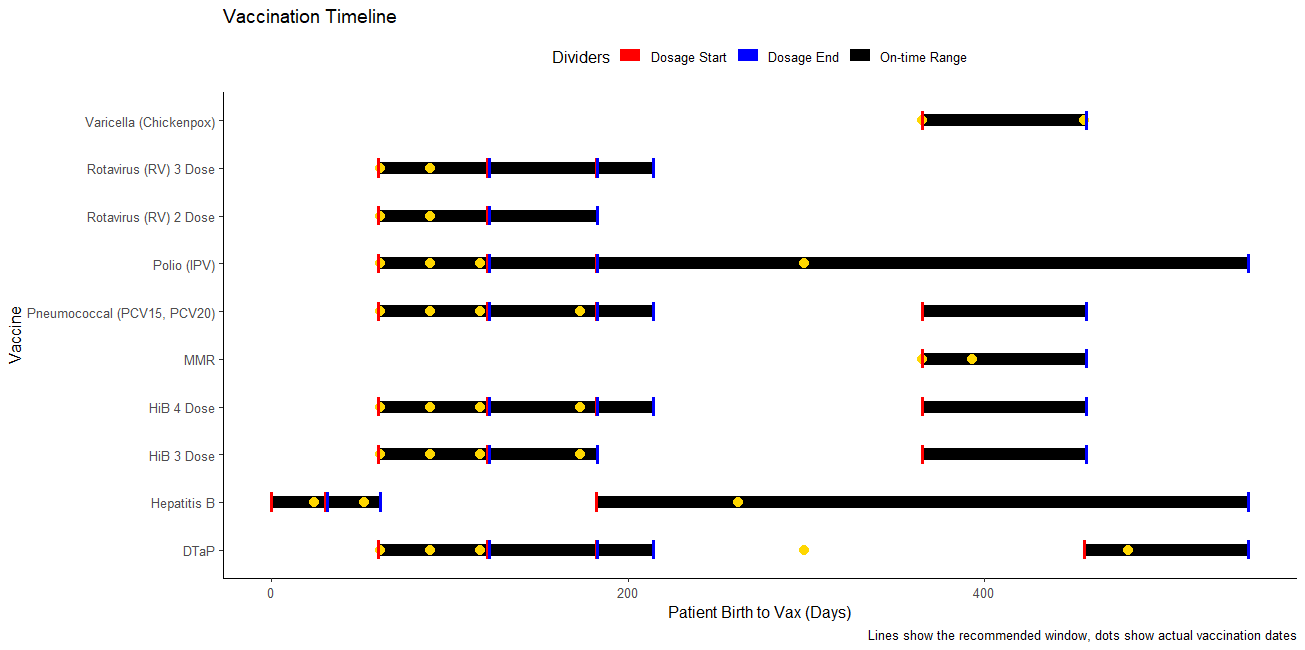 Vaccination Timeline
Dividers Dosage Start Dosage End On-time Range
Varicella (Chickenpox)
Rotavirus (RV) 3 Dose
Rotavirus (RV) 2 Dose
Polio (IPV)
Pneumococcal (PCV15, PCV20)
MMR
HiB 4 Dose
HiB 3 Dose
Hepatitis B
DTaP
Vaccine
0 200 400
Patient Birth to Vax (Days)
Lines show the recommended window, dots show actual vaccination dates